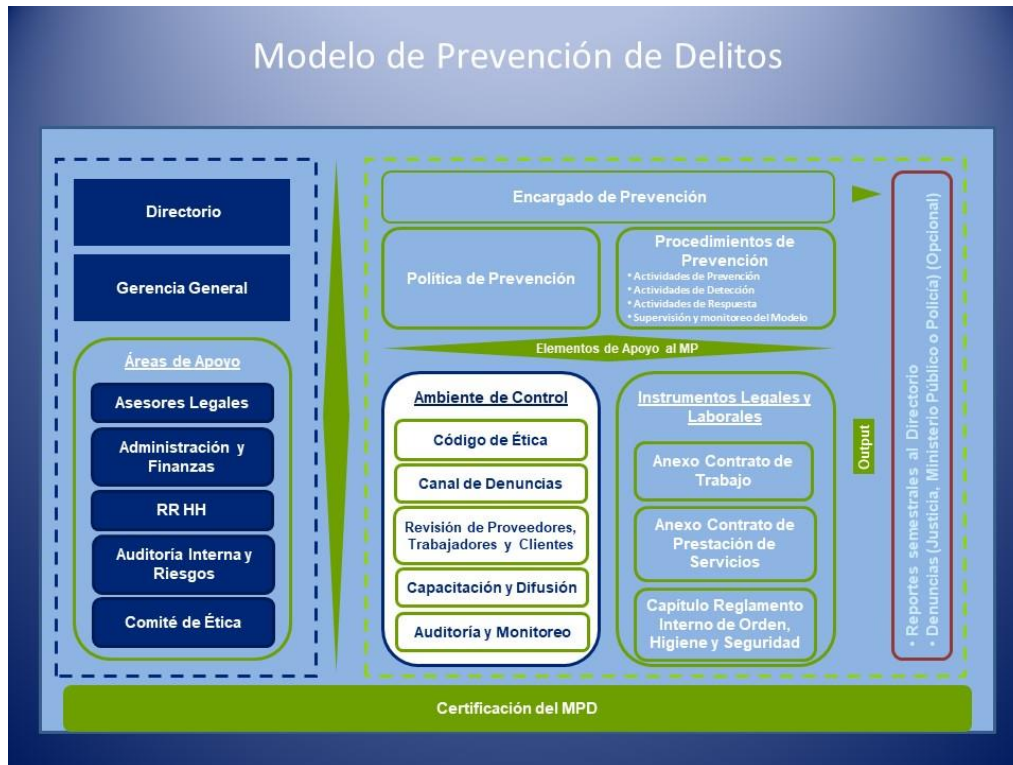 Modelo de Prevención de Delitos
Directorio
Gerencia General
Áreas de Apoyo
Asesores Legales
Administración y
Finanzas
RR HH
Auditoría Interna y
Riesgos
Comité de Ética
Encargado de Prevención
Política de Prevención
Procedimientos de
Prevención
• Actividades de Prevención
• Actividades de Detección
• Actividades de Respuesta
• Supervisión y monitoreo del Modelo
Elementos de Apoyo al MP
Ambiente de Control
Código de Ética
Canal de Denuncias
Revisión de Proveedores,
Trabajadores y Clientes
Capacitación y Difusión
Auditoría y Monitoreo
Instrumentos Legales y
Laborales
Anexo Contrato de
Trabajo
Anexo Contrato de
Prestación de
Servicios
Capítulo Reglamento
Interno de Orden,
Higiene y Seguridad
Output
• Reportes semestrales al Directorio
• Denuncias (Justicia, Ministerio Público o Policía) (Opcional)
Certificación del MPD